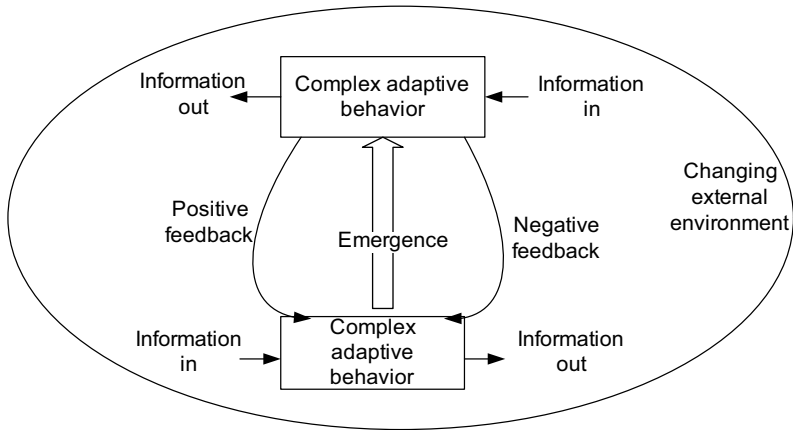 Information
out
Complex adaptive
behavior
Information
in
Changing
external
environment
Positive
feedback
Emergence
Negative
feedback
Information
in
Complex
adaptive
behavior
Information
out